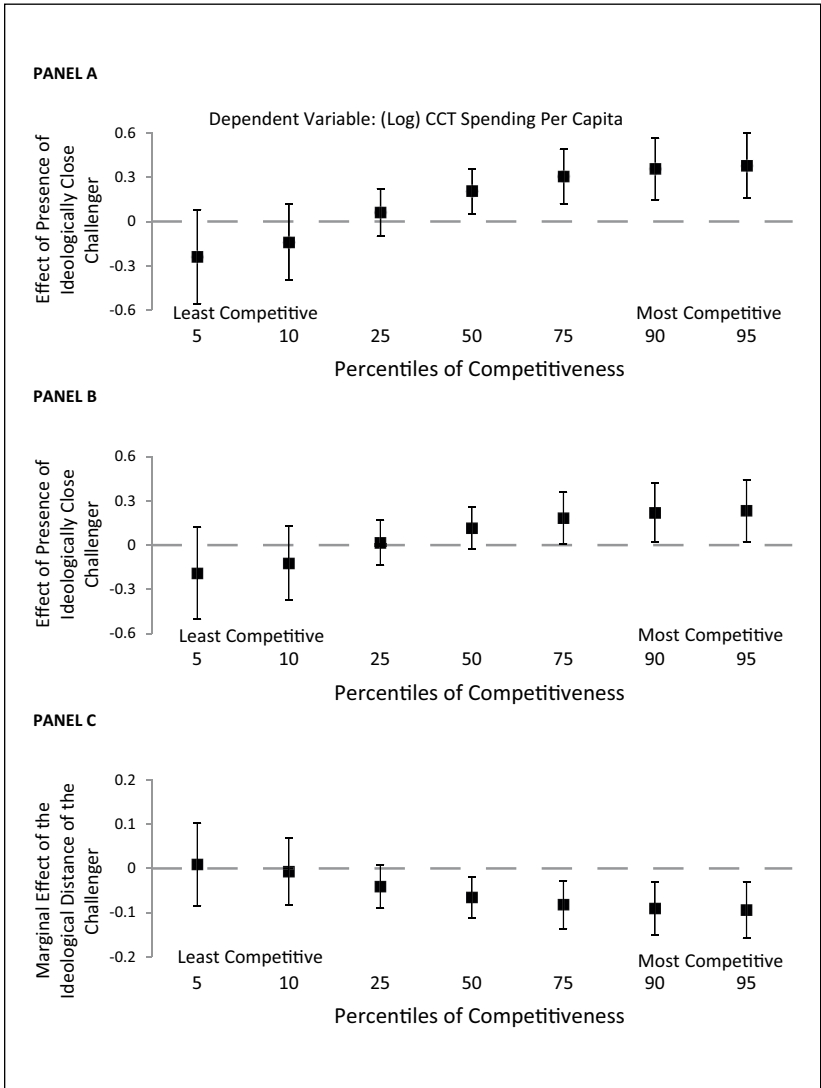 PANEL A
Dependent Variable: (Log) CCT Spending Per Capita
Effect of Presence of
Ideologically Close
Challenger
0.6
0.3
0
-0.3
-0.6
Least Competitive
Most Competitive
5 10 25 50 75 90 95
Percentiles of Competitiveness
PANEL B
Effect of Presence of
Ideologically Close
Challenger
0.6
0.3
0
-0.3
-0.6
Least Competitive
Most Competitive
5 10 25 50 75 90 95
Percentiles of Competitiveness
PANEL C
Marginal Effect of the
Ideological Distance of the
Challenger
0.2
0.1
0
-0.1
-0.2
Least Competitive
Most Competitive
5 10 25 50 75 90 95
Percentiles of Competitiveness